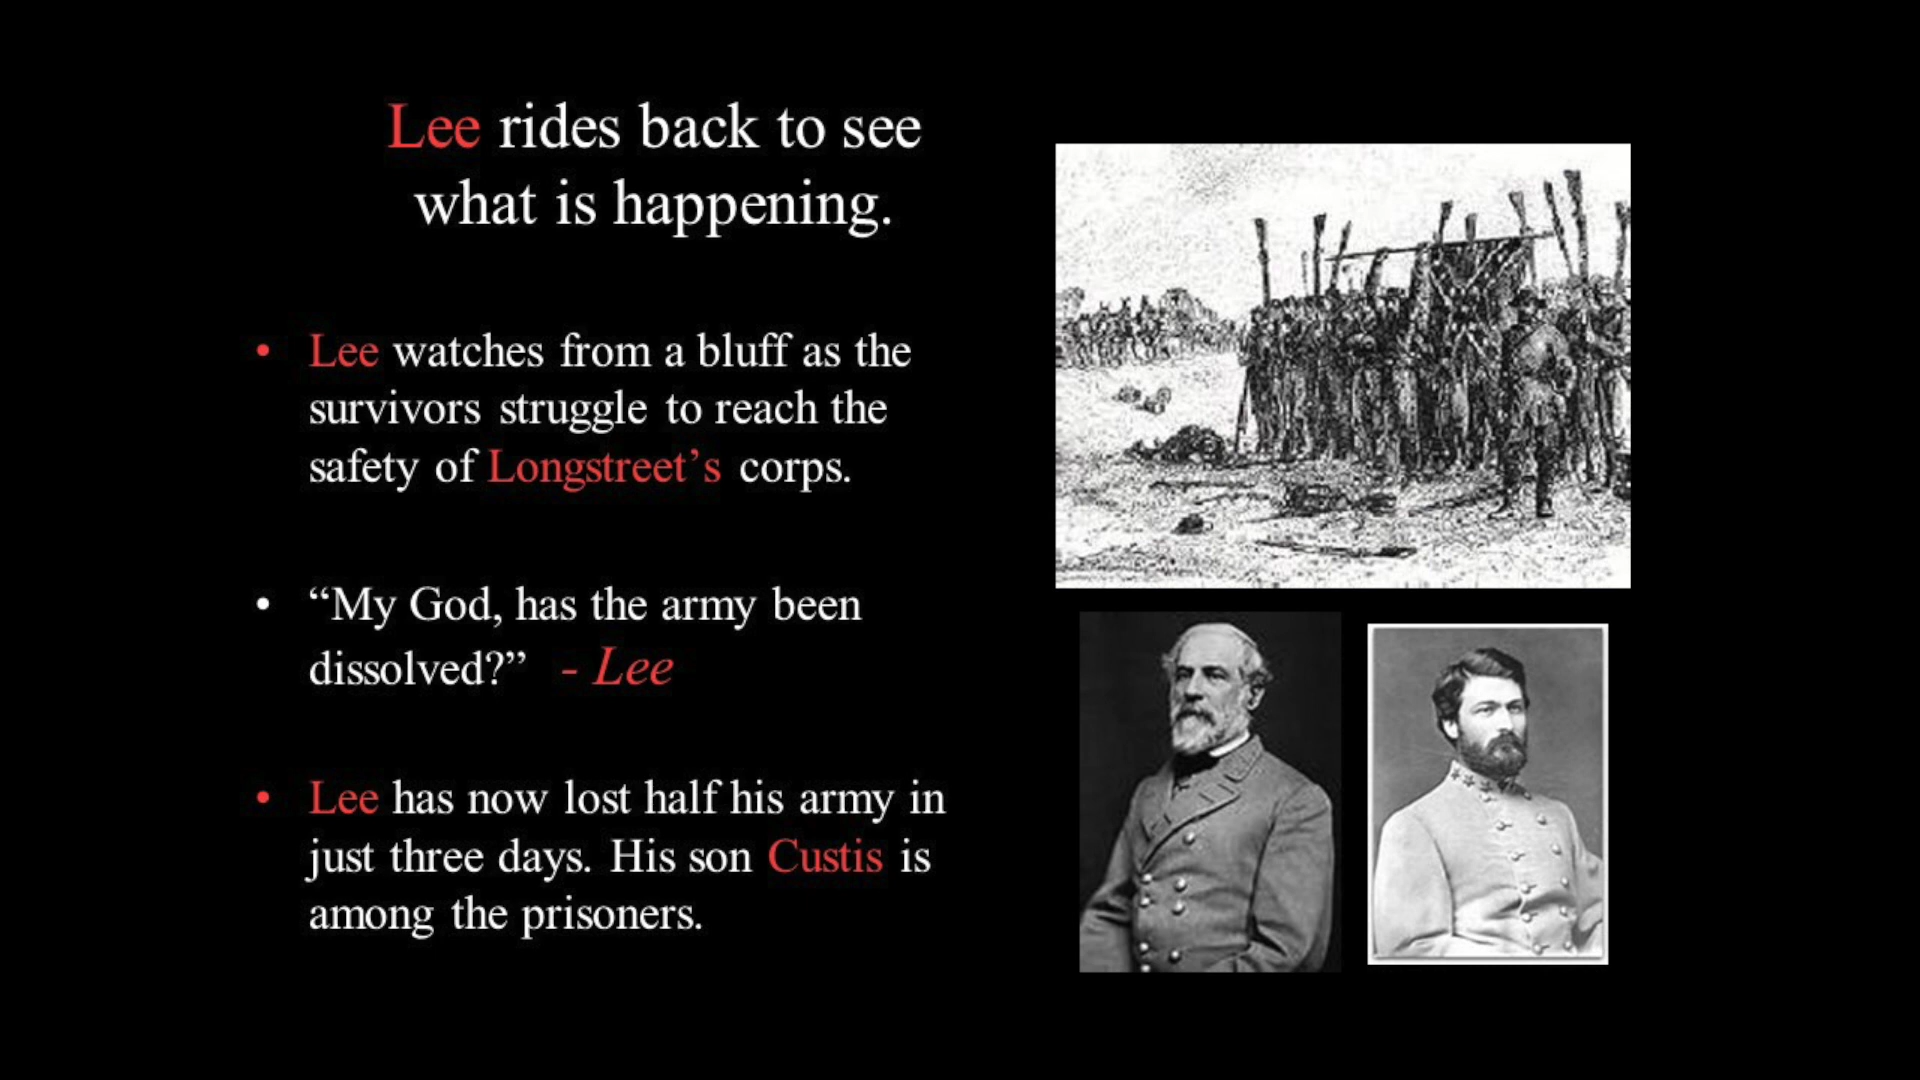 Lee rides back to see
what is happening.
• Lee watches from a bluff as the
survivors struggle to reach the
safety of Longstreet’s corps.
• “My God, has the army been
dissolved?” - Lee
• Lee has now lost half his army in
just three days. His son Custis is
among the prisoners.